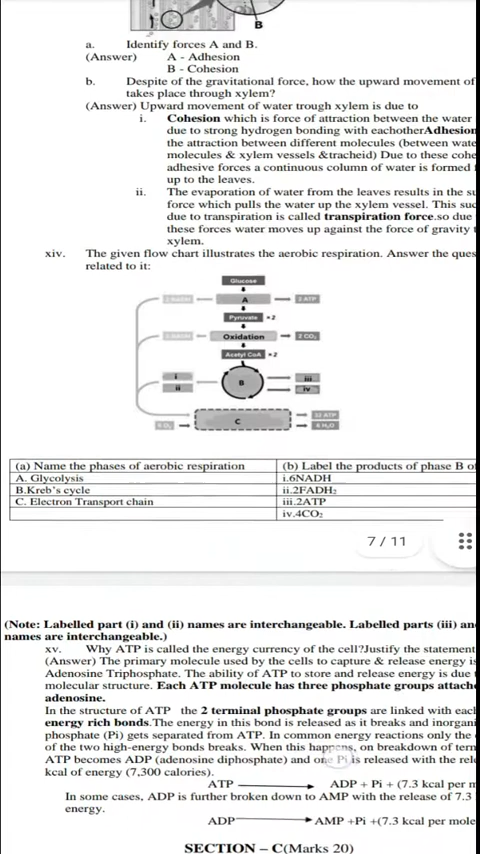 B
a. Identify forces A and B.
(Answer) A - Adhesion
B - Cohesion
b. Despite of the gravitational force, how the upward movement of
takes place through xylem?
(Answer) Upward movement of water trough xylem is due to
i. Cohesion which is force of attraction between the water
due to strong hydrogen bonding with eachotherAdhesion
the attraction between different molecules (between wate
molecules & xylem vessels &tracheid) Due to these cohe
adhesive forces a continuous column of water is formed
up to the leaves.
ii. The evaporation of water from the leaves results in the su
force which pulls the water up the xylem vessel. This suc
due to transpiration is called transpiration force.so due
these forces water moves up against the force of gravity
xylem.
xiv. The given flow chart illustrates the aerobic respiration. Answer the ques
related to it:
Glucose
2 NADH A 2 ATP
Pyruvate ×2
Oxidation 2 CO₂
Acetyl CoA ×2
i iii
B
ii iv
C 32 ATP
6 O₂ 6 H₂O
(a) Name the phases of aerobic respiration (b) Label the products of phase B o
A. Glycolysis i.6NADH
B.Kreb's cycle ii.2FADH₂
C. Electron Transport chain iii.2ATP
iv.4CO₂
7 / 11
(Note: Labelled part (i) and (ii) names are interchangeable. Labelled parts (iii) an
names are interchangeable.)
xv. Why ATP is called the energy currency of the cell?Justify the statement
(Answer) The primary molecule used by the cells to capture & release energy is
Adenosine Triphosphate. The ability of ATP to store and release energy is due
molecular structure. Each ATP molecule has three phosphate groups attach
adenosine.
In the structure of ATP the 2 terminal phosphate groups are linked with eac
energy rich bonds.The energy in this bond is released as it breaks and inorgani
phosphate (Pi) gets separated from ATP. In common energy reactions only the
of the two high-energy bonds breaks. When this happens, on breakdown of tern
ATP becomes ADP (adenosine diphosphate) and one Pi is released with the rel
kcal of energy (7,300 calories).
ATP → ADP + Pi + (7.3 kcal per m
In some cases, ADP is further broken down to AMP with the release of 7.3
energy.
ADP → AMP +Pi +(7.3 kcal per mole
SECTION – C(Marks 20)